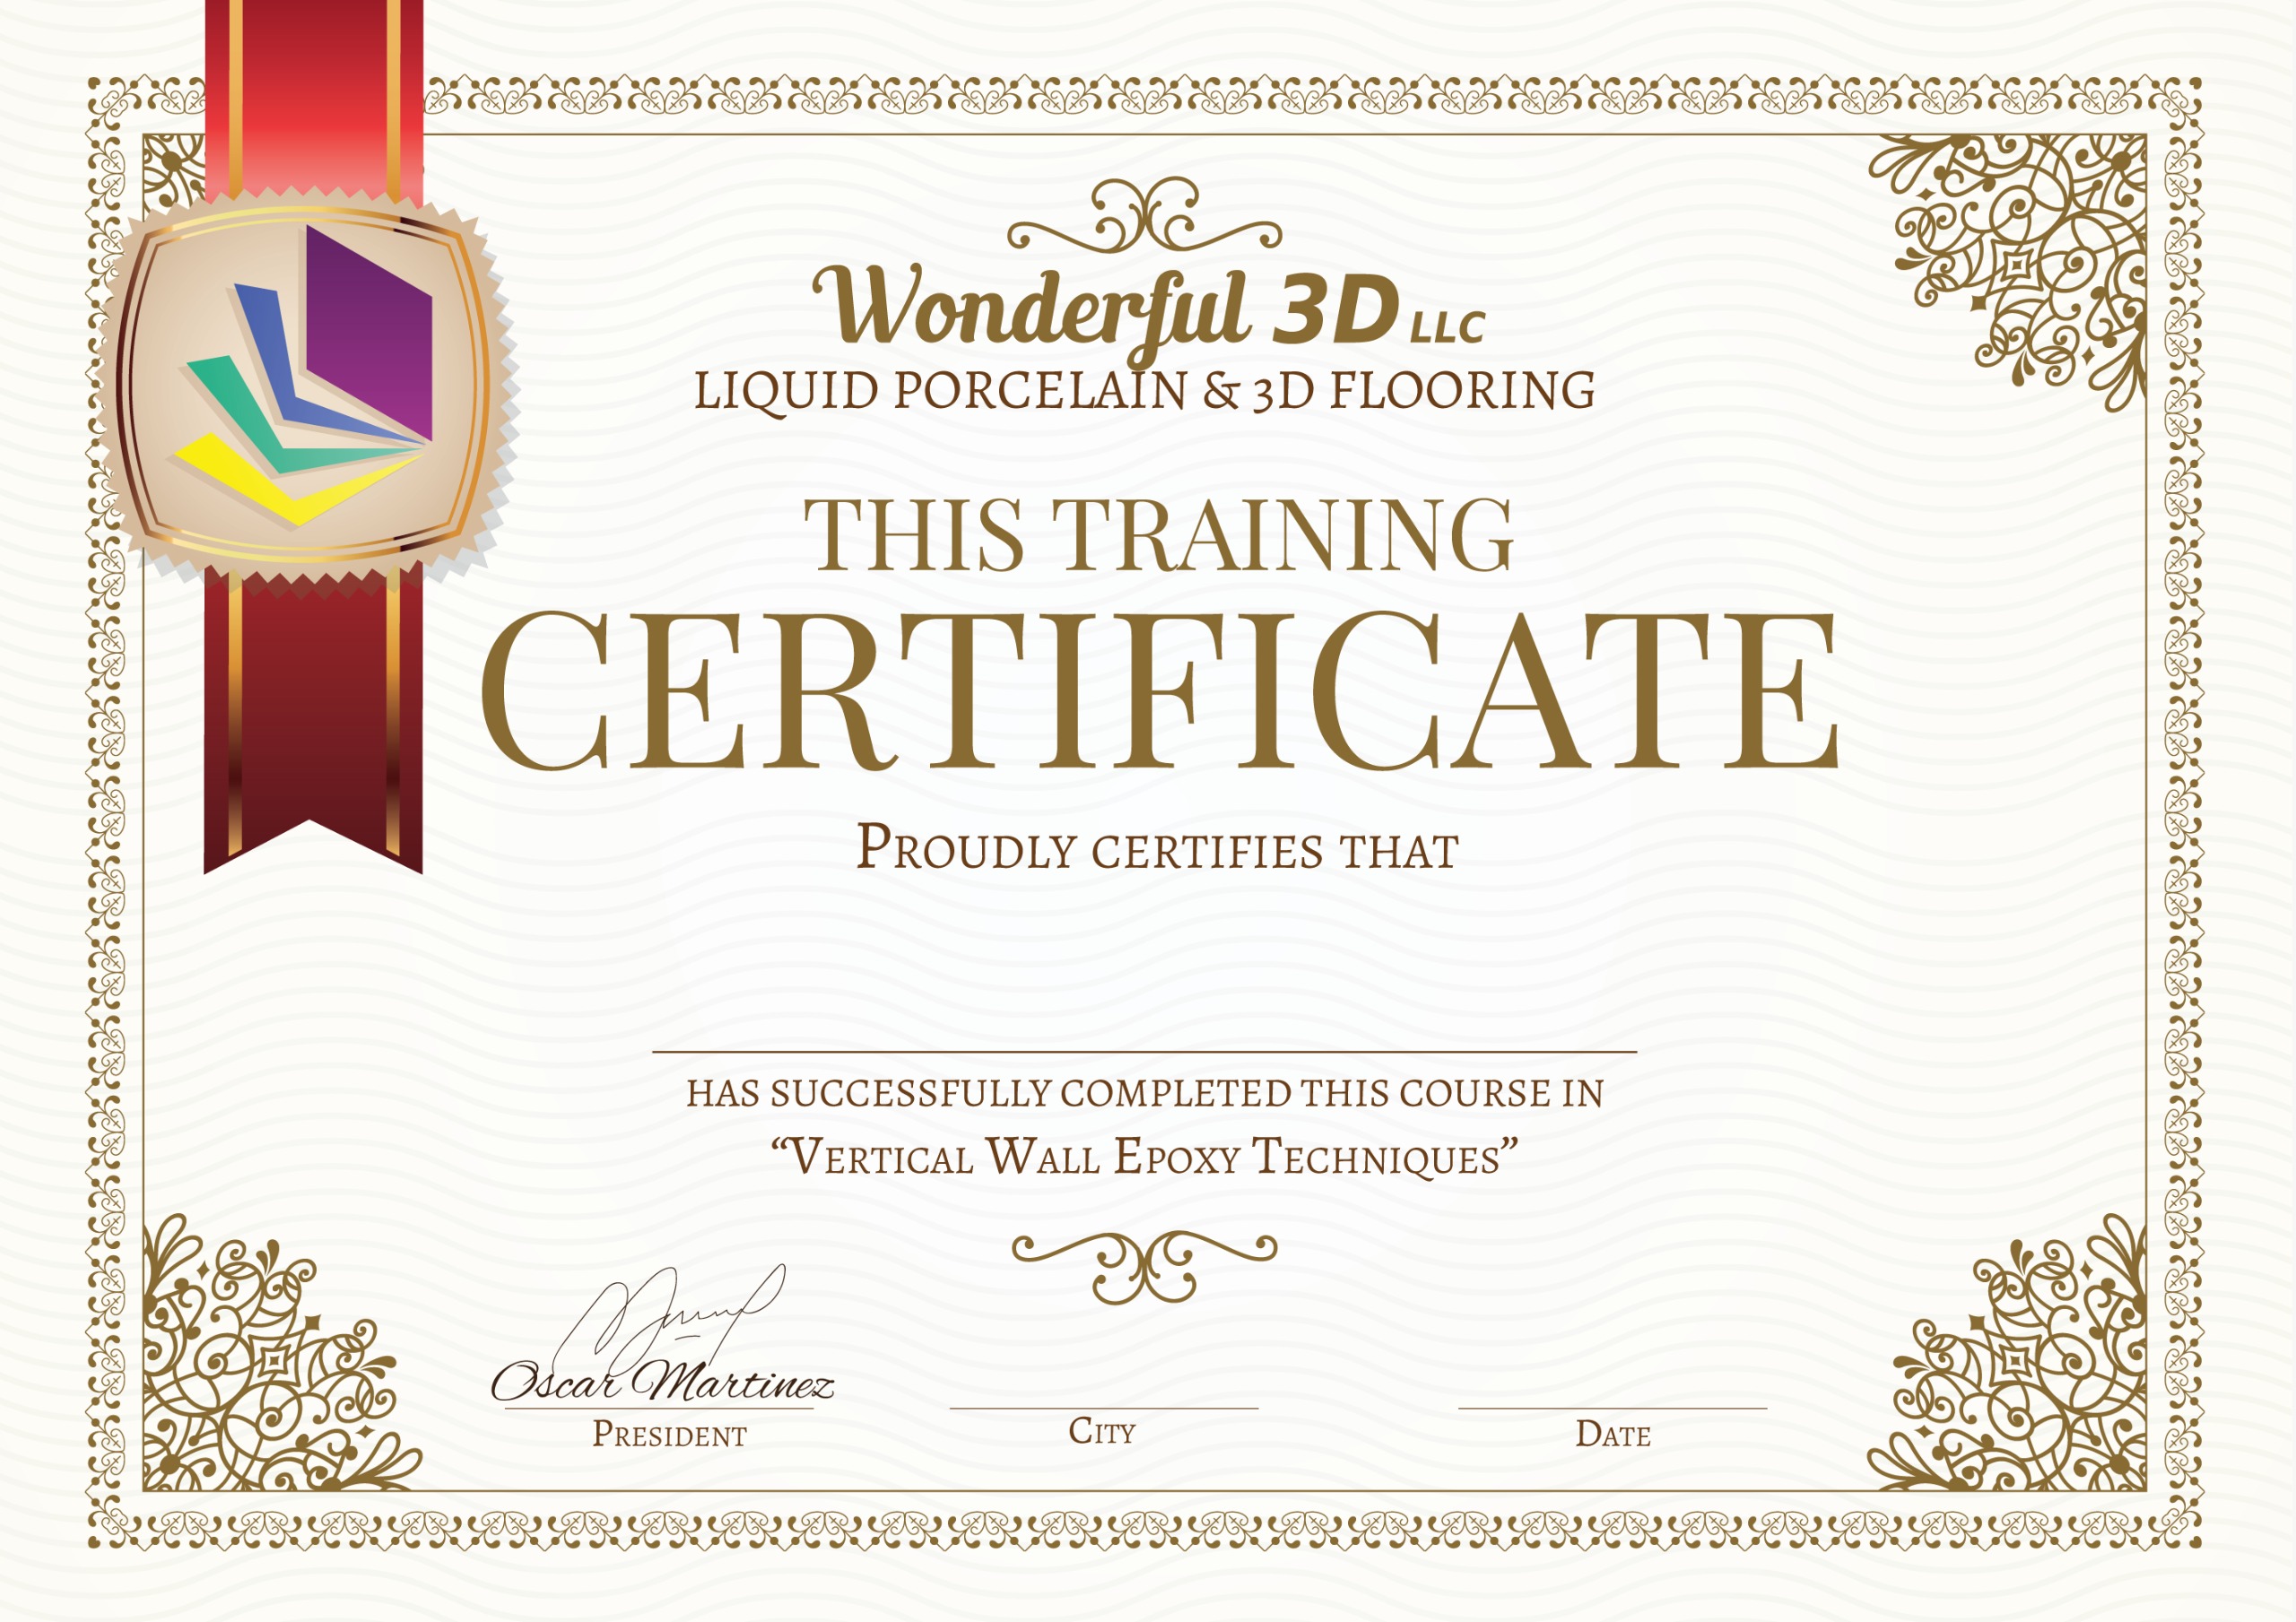 Wonderful 3D LLC
LIQUID PORCELAIN & 3D FLOORING
THIS TRAINING
CERTIFICATE
PROUDLY CERTIFIES THAT
HAS SUCCESSFULLY COMPLETED THIS COURSE IN
“VERTICAL WALL EPOXY TECHNIQUES”
Oscar Martinez
PRESIDENT
CITY
DATE